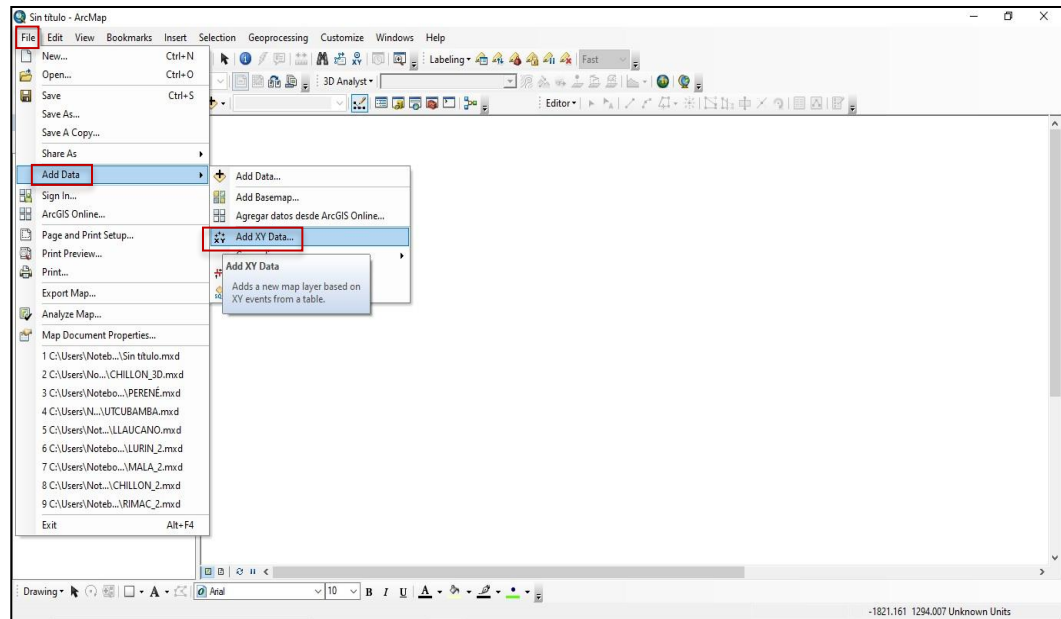 Sin título - ArcMap
File Edit View Bookmarks Insert Selection Geoprocessing Customize Windows Help
New... Ctrl+N
Open... Ctrl+O
Save Ctrl+S
Save As...
Save A Copy...
Share As
Add Data
Sign In...
ArcGIS Online...
Page and Print Setup...
Print Preview...
Print...
Export Map...
Analyze Map...
Map Document Properties...
1 C:\Users\Noteb...\Sin título.mxd
2 C:\Users\No...\CHILLON_3D.mxd
3 C:\Users\Notebo...\PERENÉ.mxd
4 C:\Users\N...\UTCUBAMBA.mxd
5 C:\Users\Not...\LLAUCANO.mxd
6 C:\Users\Notebo...\LURIN_2.mxd
7 C:\Users\Notebo...\MALA_2.mxd
8 C:\Users\Not...\CHILLON_2.mxd
9 C:\Users\Noteb...\RIMAC_2.mxd
Exit Alt+F4
Labeling Fast
3D Analyst
Editor
Add Data...
Add Basemap...
Agregar datos desde ArcGIS Online...
Add XY Data...
Add XY Data
Adds a new map layer based on
XY events from a table.
Drawing A Arial 10 B I U A
-1821.161 1294.007 Unknown Units